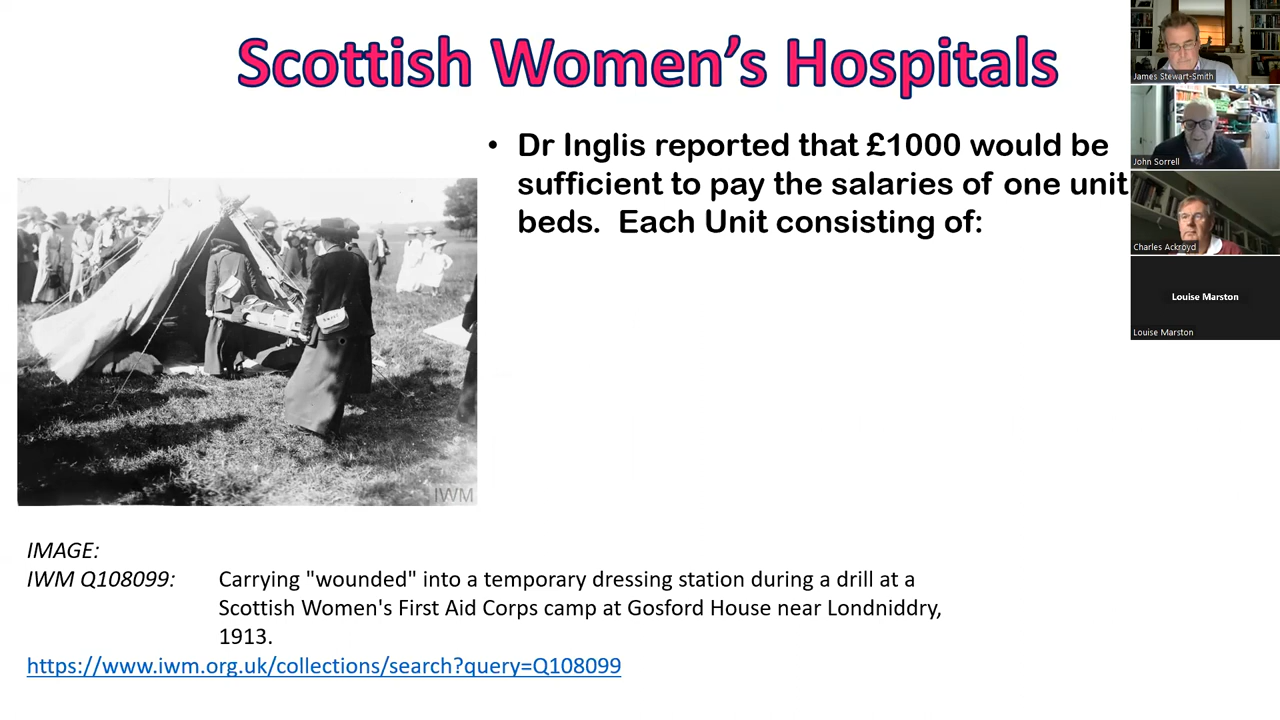 Scottish Women's Hospitals
• Dr Inglis reported that £1000 would be
sufficient to pay the salaries of one unit
beds. Each Unit consisting of:
IWM
IMAGE:
IWM Q108099: Carrying "wounded" into a temporary dressing station during a drill at a
Scottish Women's First Aid Corps camp at Gosford House near Londniddry,
1913.
https://www.iwm.org.uk/collections/search?query=Q108099
James Stewart-Smith
John Sorrell
Charles Ackroyd
Louise Marston
Louise Marston